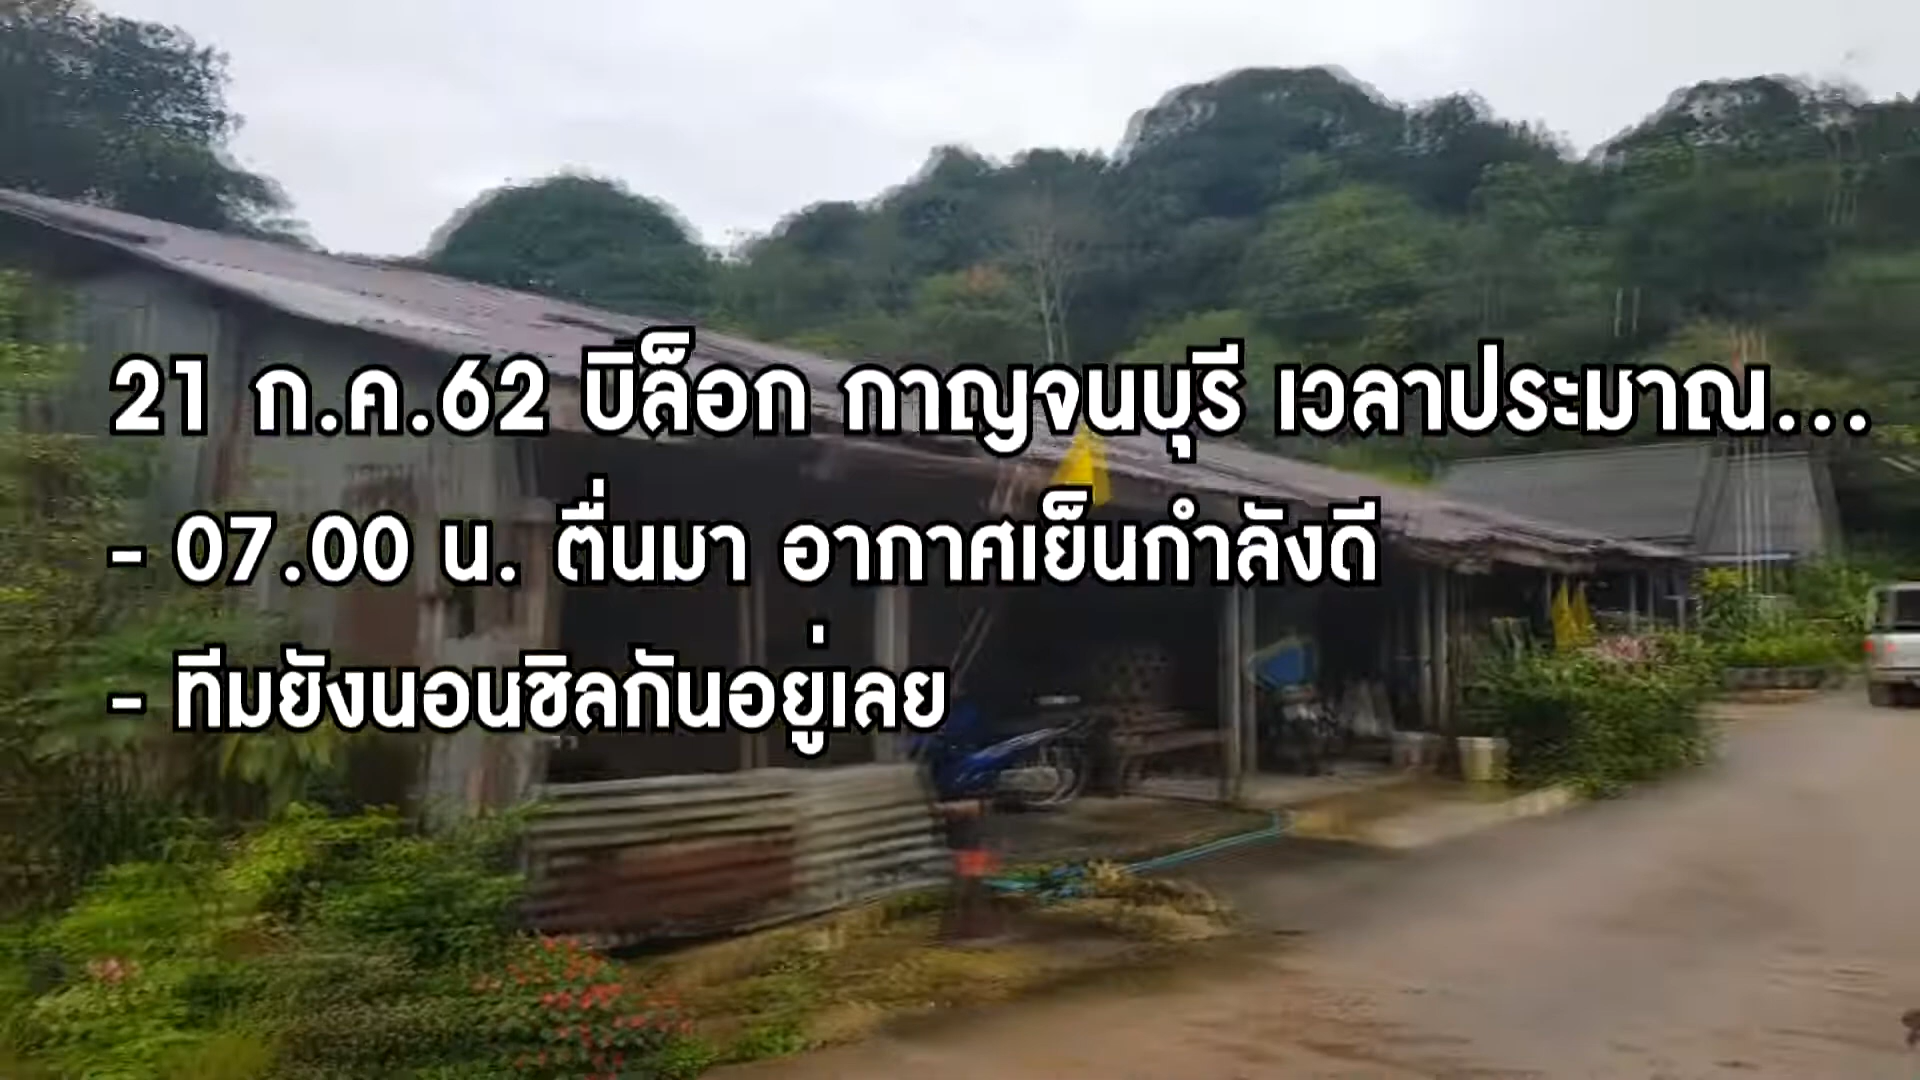 21 ก.ค.62 บิล็อก กาญจนบุรี เวลาประมาณ...
- 07.00 น. ตื่นมา อากาศเย็นกำลังดี
- ทีมยังนอนชิลกันอยู่เลย